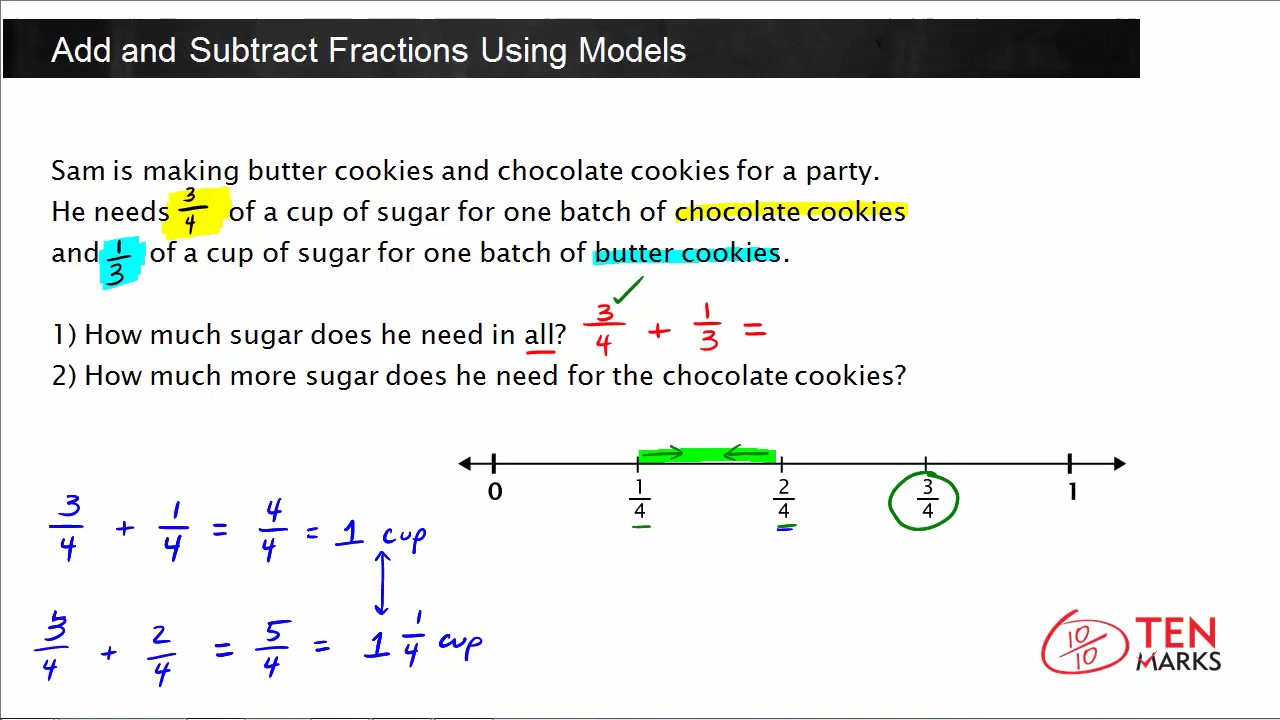 Add and Subtract Fractions Using Models
Sam is making butter cookies and chocolate cookies for a party.
He needs 3/4 of a cup of sugar for one batch of chocolate cookies
and 1/3 of a cup of sugar for one batch of butter cookies.
1) How much sugar does he need in all? 3/4 + 1/3 =
2) How much more sugar does he need for the chocolate cookies?
0 1/4 2/4 3/4 1
3/4 + 1/4 = 4/4 = 1 cup
3/4 + 2/4 = 5/4 = 1 1/4 cup
10/10 TEN
MARKS